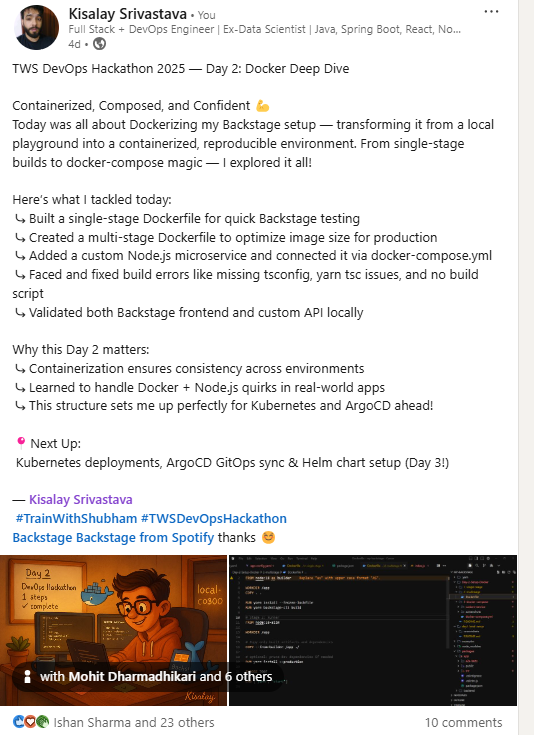 Kisalay Srivastava • You
Full Stack + DevOps Engineer | Ex-Data Scientist | Java, Spring Boot, React, No...
4d •
TWS DevOps Hackathon 2025 — Day 2: Docker Deep Dive
Containerized, Composed, and Confident 💪
Today was all about Dockerizing my Backstage setup — transforming it from a local
playground into a containerized, reproducible environment. From single-stage
builds to docker-compose magic — I explored it all!
Here's what I tackled today:
⤷ Built a single-stage Dockerfile for quick Backstage testing
⤷ Created a multi-stage Dockerfile to optimize image size for production
⤷ Added a custom Node.js microservice and connected it via docker-compose.yml
⤷ Faced and fixed build errors like missing tsconfig, yarn tsc issues, and no build
script
⤷ Validated both Backstage frontend and custom API locally
Why this Day 2 matters:
⤷ Containerization ensures consistency across environments
⤷ Learned to handle Docker + Node.js quirks in real-world apps
⤷ This structure sets me up perfectly for Kubernetes and ArgoCD ahead!
📍 Next Up:
Kubernetes deployments, ArgoCD GitOps sync & Helm chart setup (Day 3!)
— Kisalay Srivastava
#TrainWithShubham #TWSDevOpsHackathon
Backstage Backstage from Spotify thanks 😊
Day 2
DevOps Hackathon
1 steps
✓ complete
local-
Kisalay
with Mohit Dharmadhikari and 6 others
Ishan Sharma and 23 others
10 comments